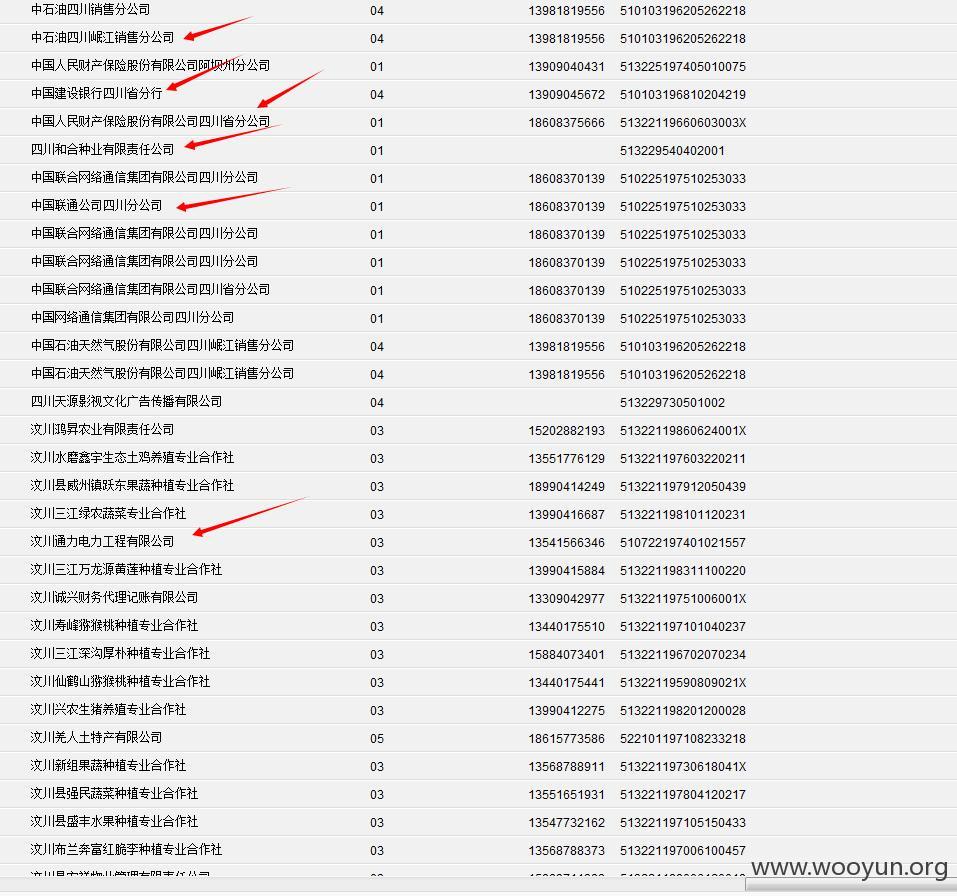 中石油四川销售分公司 04 13981819556 510103196205262218
中石油四川岷江销售分公司 04 13981819556 510103196205262218
中国人民财产保险股份有限公司阿坝州分公司 01 13909040431 513225197405010075
中国建设银行四川省分行 04 13909045672 510103196810204219
中国人民财产保险股份有限公司四川省分公司 01 18608375666 51322119660603003X
四川和合种业有限责任公司 01 513229540402001
中国联合网络通信集团有限公司四川分公司 01 18608370139 510225197510253033
中国联通公司四川分公司 01 18608370139 510225197510253033
中国联合网络通信集团有限公司四川分公司 01 18608370139 510225197510253033
中国联合网络通信集团有限公司四川分公司 01 18608370139 510225197510253033
中国联合网络通信集团有限公司四川省分公司 01 18608370139 510225197510253033
中国网络通信集团有限公司四川分公司 01 18608370139 510225197510253033
中国石油天然气股份有限公司四川岷江销售分公司 04 13981819556 510103196205262218
中国石油天然气股份有限公司四川岷江销售分公司 04 13981819556 510103196205262218
四川天源影视文化广告传播有限公司 04 513229730501002
汶川鸿昇农业有限责任公司 03 15202882193 51322119860624001X
汶川水磨鑫宇生态土鸡养殖专业合作社 03 13551776129 513221197603220211
汶川县威州镇跃东果蔬种植专业合作社 03 18990414249 513221197912050439
汶川三江绿农蔬菜专业合作社 03 13990416687 513221198101120231
汶川通力电力工程有限公司 03 13541566346 510722197401021557
汶川三江万龙源黄莲种植专业合作社 03 13990415884 513221198311100220
汶川诚兴财务代理记账有限公司 03 13309042977 51322119751006001X
汶川寿峰猕猴桃种植专业合作社 03 13440175510 513221197101040237
汶川三江深沟厚朴种植专业合作社 03 15884073401 513221196702070234
汶川仙鹤山猕猴桃种植专业合作社 03 13440175441 51322119590809021X
汶川兴农生猪养殖专业合作社 03 13990412275 513221198201200028
汶川羌人土特产有限公司 05 18615773586 522101197108233218
汶川新组果蔬种植专业合作社 03 13568788911 51322119730618041X
汶川县强民蔬菜种植专业合作社 03 13551651931 513221197804120217
汶川县盛丰水果种植专业合作社 03 13547732162 513221197105150433
汶川布兰奔富红脆李种植专业合作社 03 13568788373 513221197006100457
www.wooyun.org